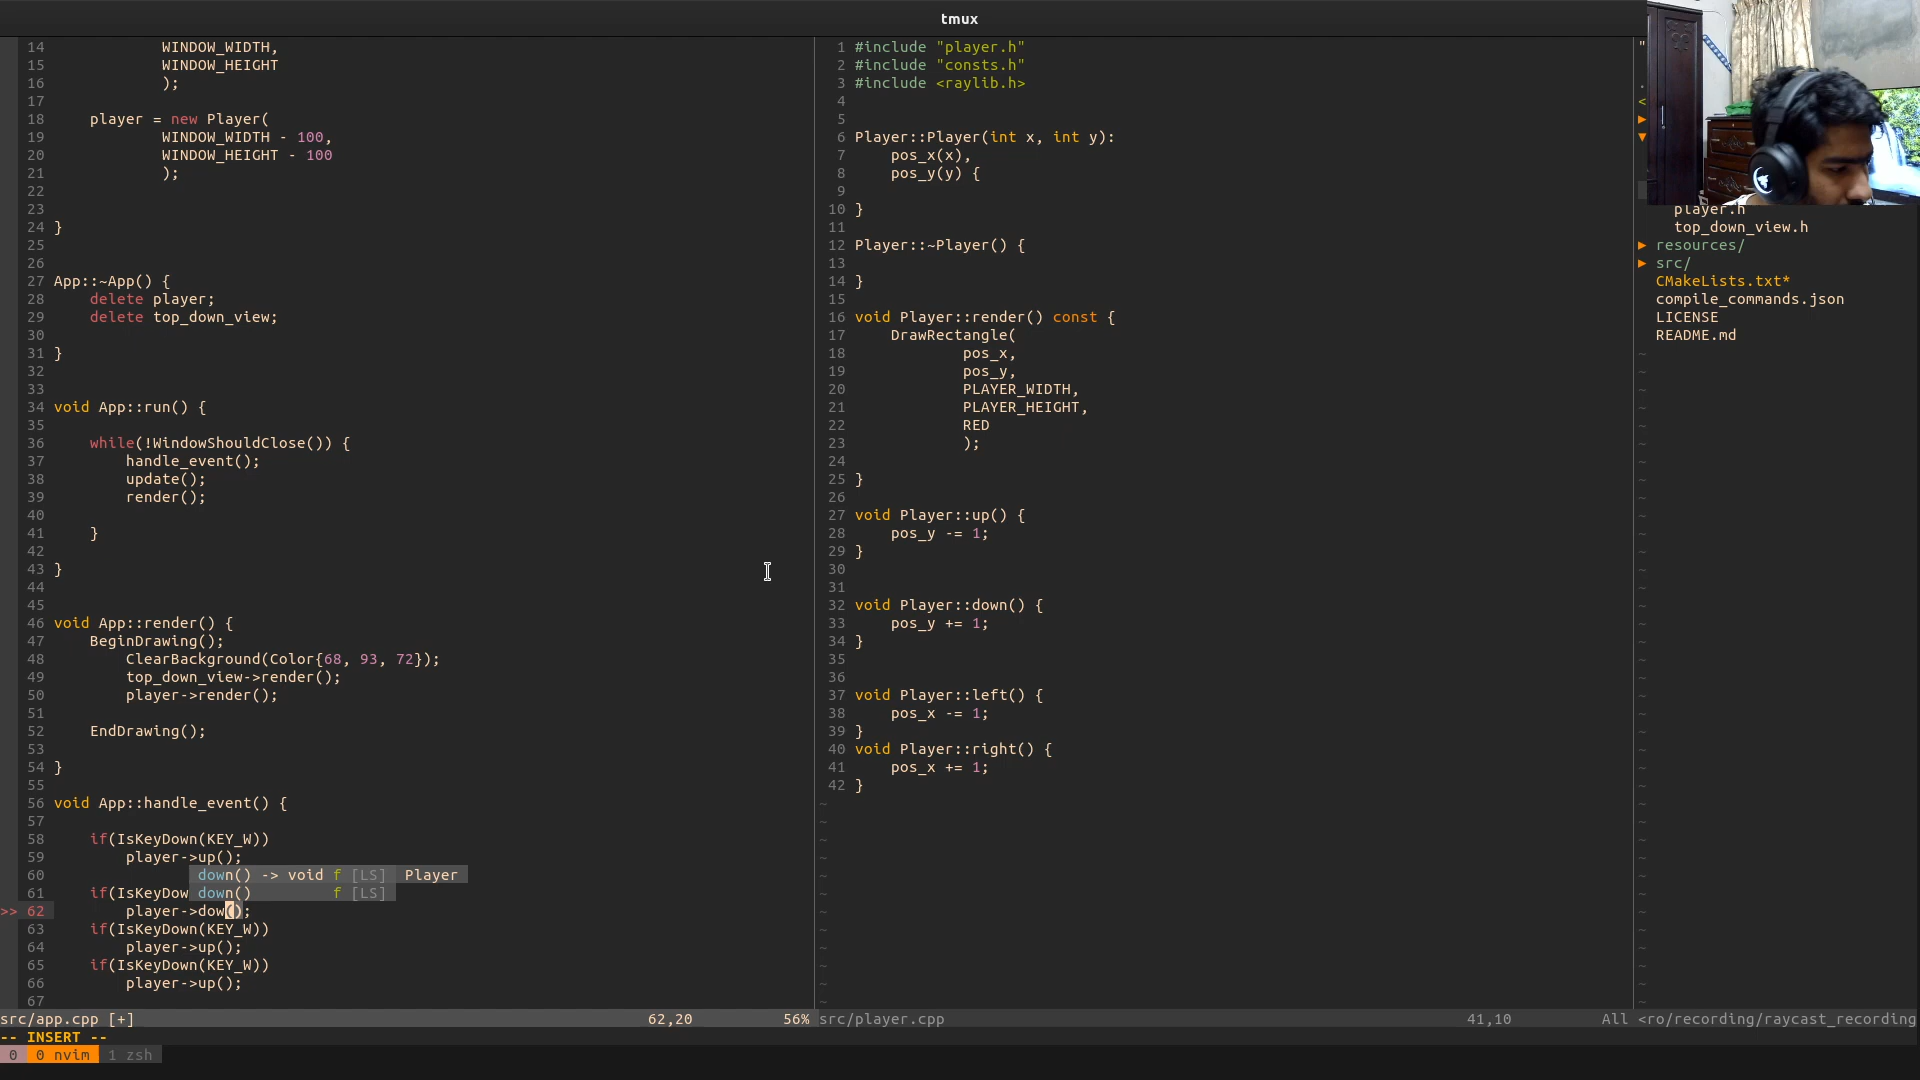 tmux
14             WINDOW_WIDTH,
15             WINDOW_HEIGHT
16             );
17
18     player = new Player(
19             WINDOW_WIDTH - 100,
20             WINDOW_HEIGHT - 100
21             );
22
23
24 }
25
26
27 App::~App() {
28     delete player;
29     delete top_down_view;
30
31 }
32
33
34 void App::run() {
35
36     while(!WindowShouldClose()) {
37         handle_event();
38         update();
39         render();
40
41     }
42
43 }
44
45
46 void App::render() {
47     BeginDrawing();
48         ClearBackground(Color{68, 93, 72});
49         top_down_view->render();
50         player->render();
51
52     EndDrawing();
53
54 }
55
56 void App::handle_event() {
57
58     if(IsKeyDown(KEY_W))
59         player->up();
60 down() -> void f [LS] Player
61     if(IsKeyDow down() f [LS]
>> 62         player->dow();
63     if(IsKeyDown(KEY_W))
64         player->up();
65     if(IsKeyDown(KEY_W))
66         player->up();
67
src/app.cpp [+] 62,20 56%
1 #include "player.h"
2 #include "consts.h"
3 #include <raylib.h>
4
5
6 Player::Player(int x, int y):
7     pos_x(x),
8     pos_y(y) {
9
10 }
11
12 Player::~Player() {
13
14 }
15
16 void Player::render() const {
17     DrawRectangle(
18             pos_x,
19             pos_y,
20             PLAYER_WIDTH,
21             PLAYER_HEIGHT,
22             RED
23             );
24
25 }
26
27 void Player::up() {
28     pos_y -= 1;
29 }
30
31
32 void Player::down() {
33     pos_y += 1;
34 }
35
36
37 void Player::left() {
38     pos_x -= 1;
39 }
40 void Player::right() {
41     pos_x += 1;
42 }
src/player.cpp 41,10 All
"
.
<
player.h
top_down_view.h
▶ resources/
▶ src/
CMakeLists.txt*
compile_commands.json
LICENSE
README.md
<ro/recording/raycast_recording
-- INSERT --
0 0 nvim 1 zsh